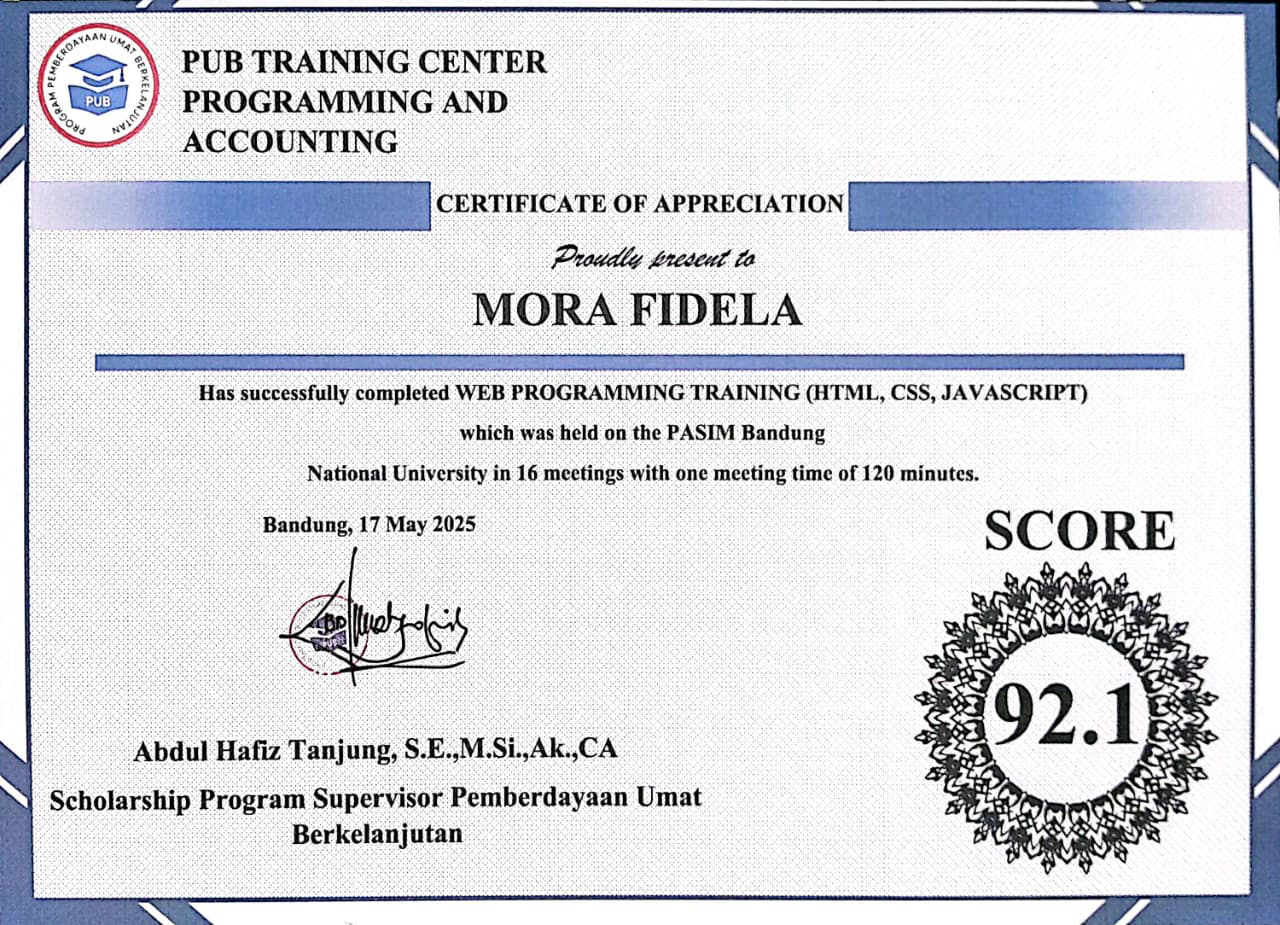 PROGRAM PEMBERDAYAAN UMAT BERKELANJUTAN
PUB
PUB TRAINING CENTER
PROGRAMMING AND
ACCOUNTING
CERTIFICATE OF APPRECIATION
Proudly present to
MORA FIDELA
Has successfully completed WEB PROGRAMMING TRAINING (HTML, CSS, JAVASCRIPT)
which was held on the PASIM Bandung
National University in 16 meetings with one meeting time of 120 minutes.
Bandung, 17 May 2025
SCORE
92.1
Abdul Hafiz Tanjung, S.E.,M.Si.,Ak.,CA
Scholarship Program Supervisor Pemberdayaan Umat
Berkelanjutan